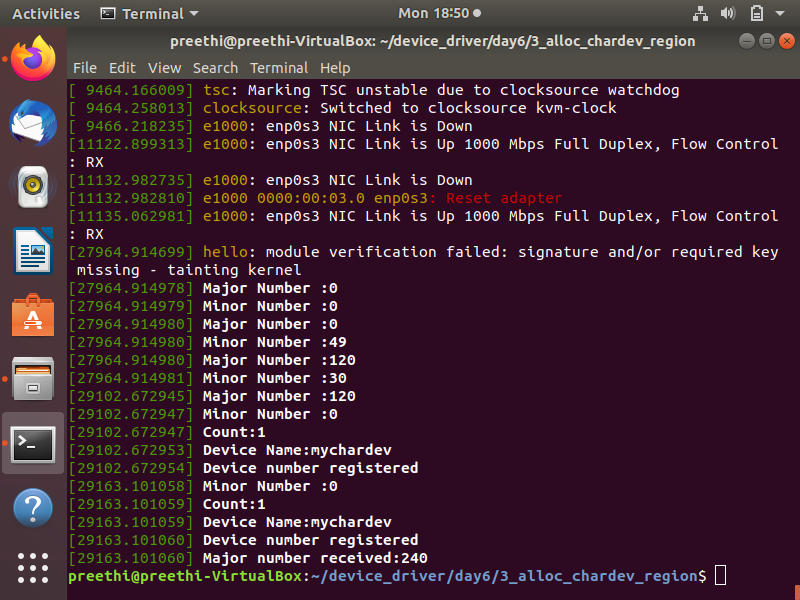 Activities Terminal Mon 18:50
preethi@preethi-VirtualBox: ~/device_driver/day6/3_alloc_chardev_region
File Edit View Search Terminal Help
[ 9464.166009] tsc: Marking TSC unstable due to clocksource watchdog
[ 9464.258013] clocksource: Switched to clocksource kvm-clock
[ 9466.218235] e1000: enp0s3 NIC Link is Down
[11122.899313] e1000: enp0s3 NIC Link is Up 1000 Mbps Full Duplex, Flow Control
: RX
[11132.982735] e1000: enp0s3 NIC Link is Down
[11132.982810] e1000 0000:00:03.0 enp0s3: Reset adapter
[11135.062981] e1000: enp0s3 NIC Link is Up 1000 Mbps Full Duplex, Flow Control
: RX
[27964.914699] hello: module verification failed: signature and/or required key
missing - tainting kernel
[27964.914978] Major Number :0
[27964.914979] Minor Number :0
[27964.914980] Major Number :0
[27964.914980] Minor Number :49
[27964.914980] Major Number :120
[27964.914981] Minor Number :30
[29102.672945] Major Number :120
[29102.672947] Minor Number :0
[29102.672947] Count:1
[29102.672953] Device Name:mychardev
[29102.672954] Device number registered
[29163.101058] Minor Number :0
[29163.101059] Count:1
[29163.101059] Device Name:mychardev
[29163.101060] Device number registered
[29163.101060] Major number received:240
preethi@preethi-VirtualBox:~/device_driver/day6/3_alloc_chardev_region$